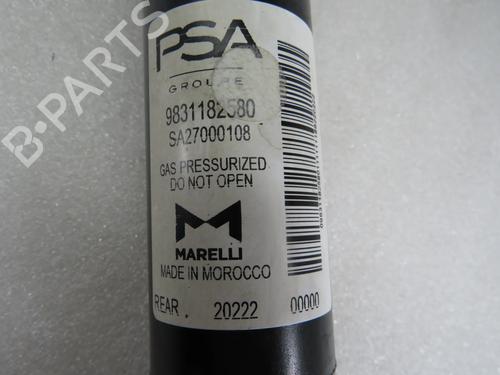 PSA
GROUPE
9831182580
SA27000108
GAS PRESSURIZED
DO NOT OPEN
MARELLI
MADE IN MOROCCO
REAR . 20222 00000
B-PARTS